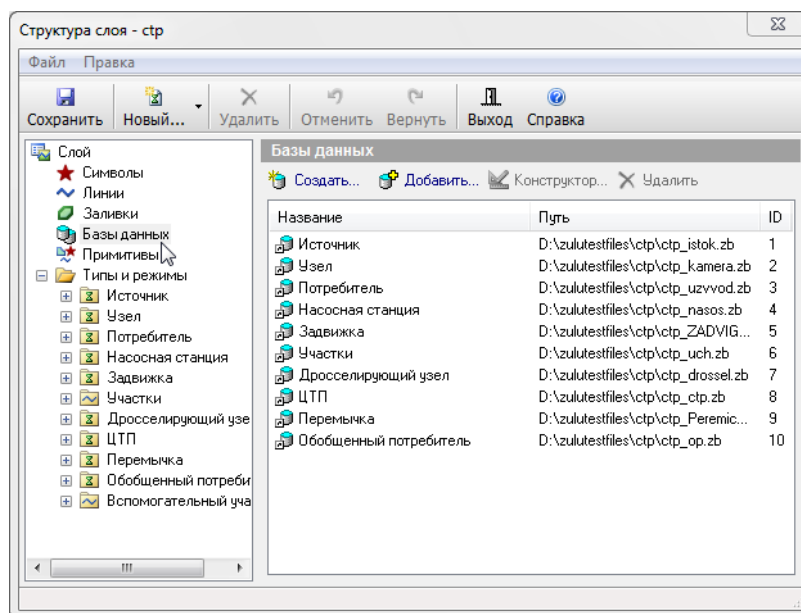 Структура слоя - ctp
Файл Правка
Сохранить Новый... Удалить Отменить Вернуть Выход Справка
Слой
Символы
Линии
Заливки
Базы данных
Примитивы
Типы и режимы
Источник
Узел
Потребитель
Насосная станция
Задвижка
Участки
Дросселирующий узе
ЦТП
Перемычка
Обобщенный потреби
Вспомогательный уча
Базы данных
Создать... Добавить... Конструктор... Удалить
Название Путь ID
Источник D:\zulutestfiles\ctp\ctp_istok.zb 1
Узел D:\zulutestfiles\ctp\ctp_kamera.zb 2
Потребитель D:\zulutestfiles\ctp\ctp_uzvvod.zb 3
Насосная станция D:\zulutestfiles\ctp\ctp_nasos.zb 4
Задвижка D:\zulutestfiles\ctp\ctp_ZADVIG... 5
Участки D:\zulutestfiles\ctp\ctp_uch.zb 6
Дросселирующий узел D:\zulutestfiles\ctp\ctp_drossel.zb 7
ЦТП D:\zulutestfiles\ctp\ctp_ctp.zb 8
Перемычка D:\zulutestfiles\ctp\ctp_Peremic... 9
Обобщенный потребитель D:\zulutestfiles\ctp\ctp_op.zb 10